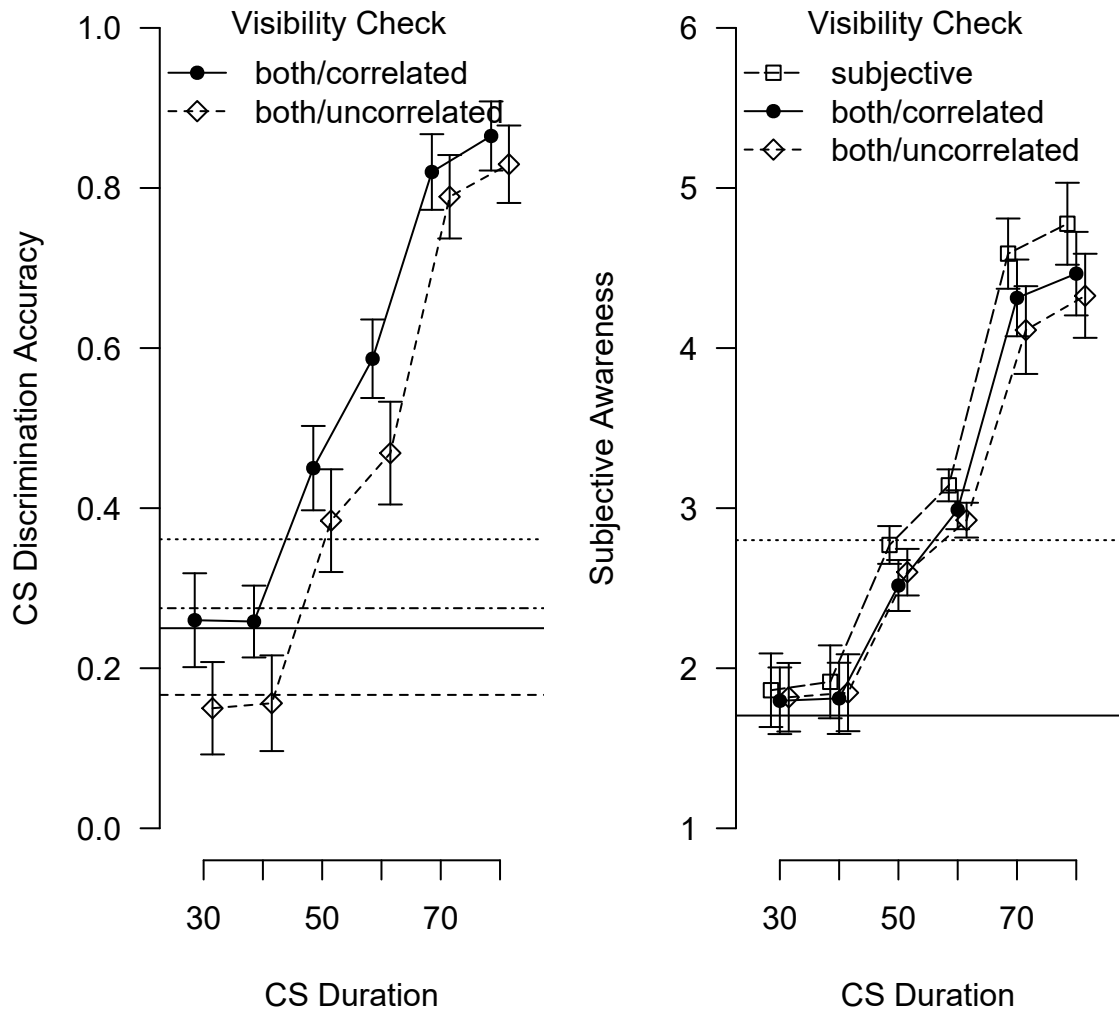 Visibility Check
both/correlated
both/uncorrelated
CS Discrimination Accuracy
1.0
0.8
0.6
0.4
0.2
0.0
30 50 70
CS Duration
Visibility Check
subjective
both/correlated
both/uncorrelated
Subjective Awareness
6
5
4
3
2
1
30 50 70
CS Duration